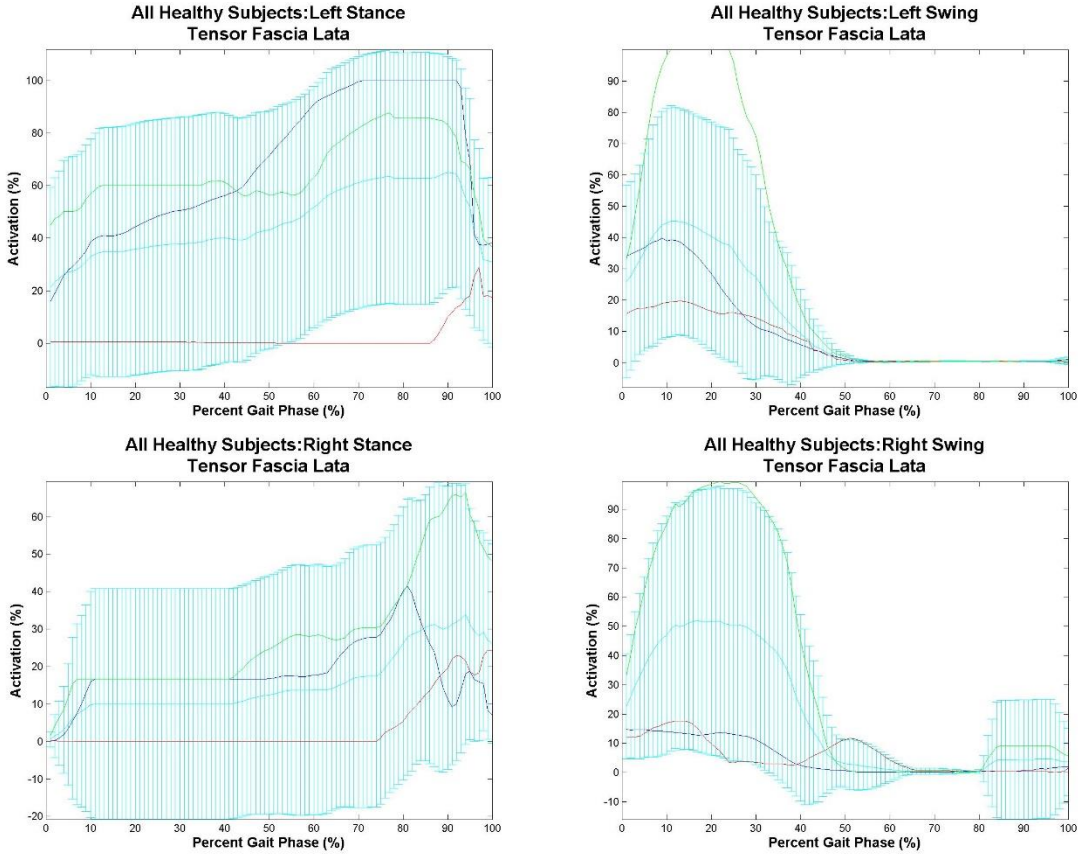 All Healthy Subjects:Left Stance
Tensor Fascia Lata
100
80
60
40
20
0
Activation (%)
0 10 20 30 40 50 60 70 80 90 100
Percent Gait Phase (%)
All Healthy Subjects:Left Swing
Tensor Fascia Lata
90
80
70
60
50
40
30
20
10
0
Activation (%)
0 10 20 30 40 50 60 70 80 90 100
Percent Gait Phase (%)
All Healthy Subjects:Right Stance
Tensor Fascia Lata
60
50
40
30
20
10
0
-10
-20
Activation (%)
0 10 20 30 40 50 60 70 80 90 100
Percent Gait Phase (%)
All Healthy Subjects:Right Swing
Tensor Fascia Lata
90
80
70
60
50
40
30
20
10
0
-10
Activation (%)
0 10 20 30 40 50 60 70 80 90 100
Percent Gait Phase (%)